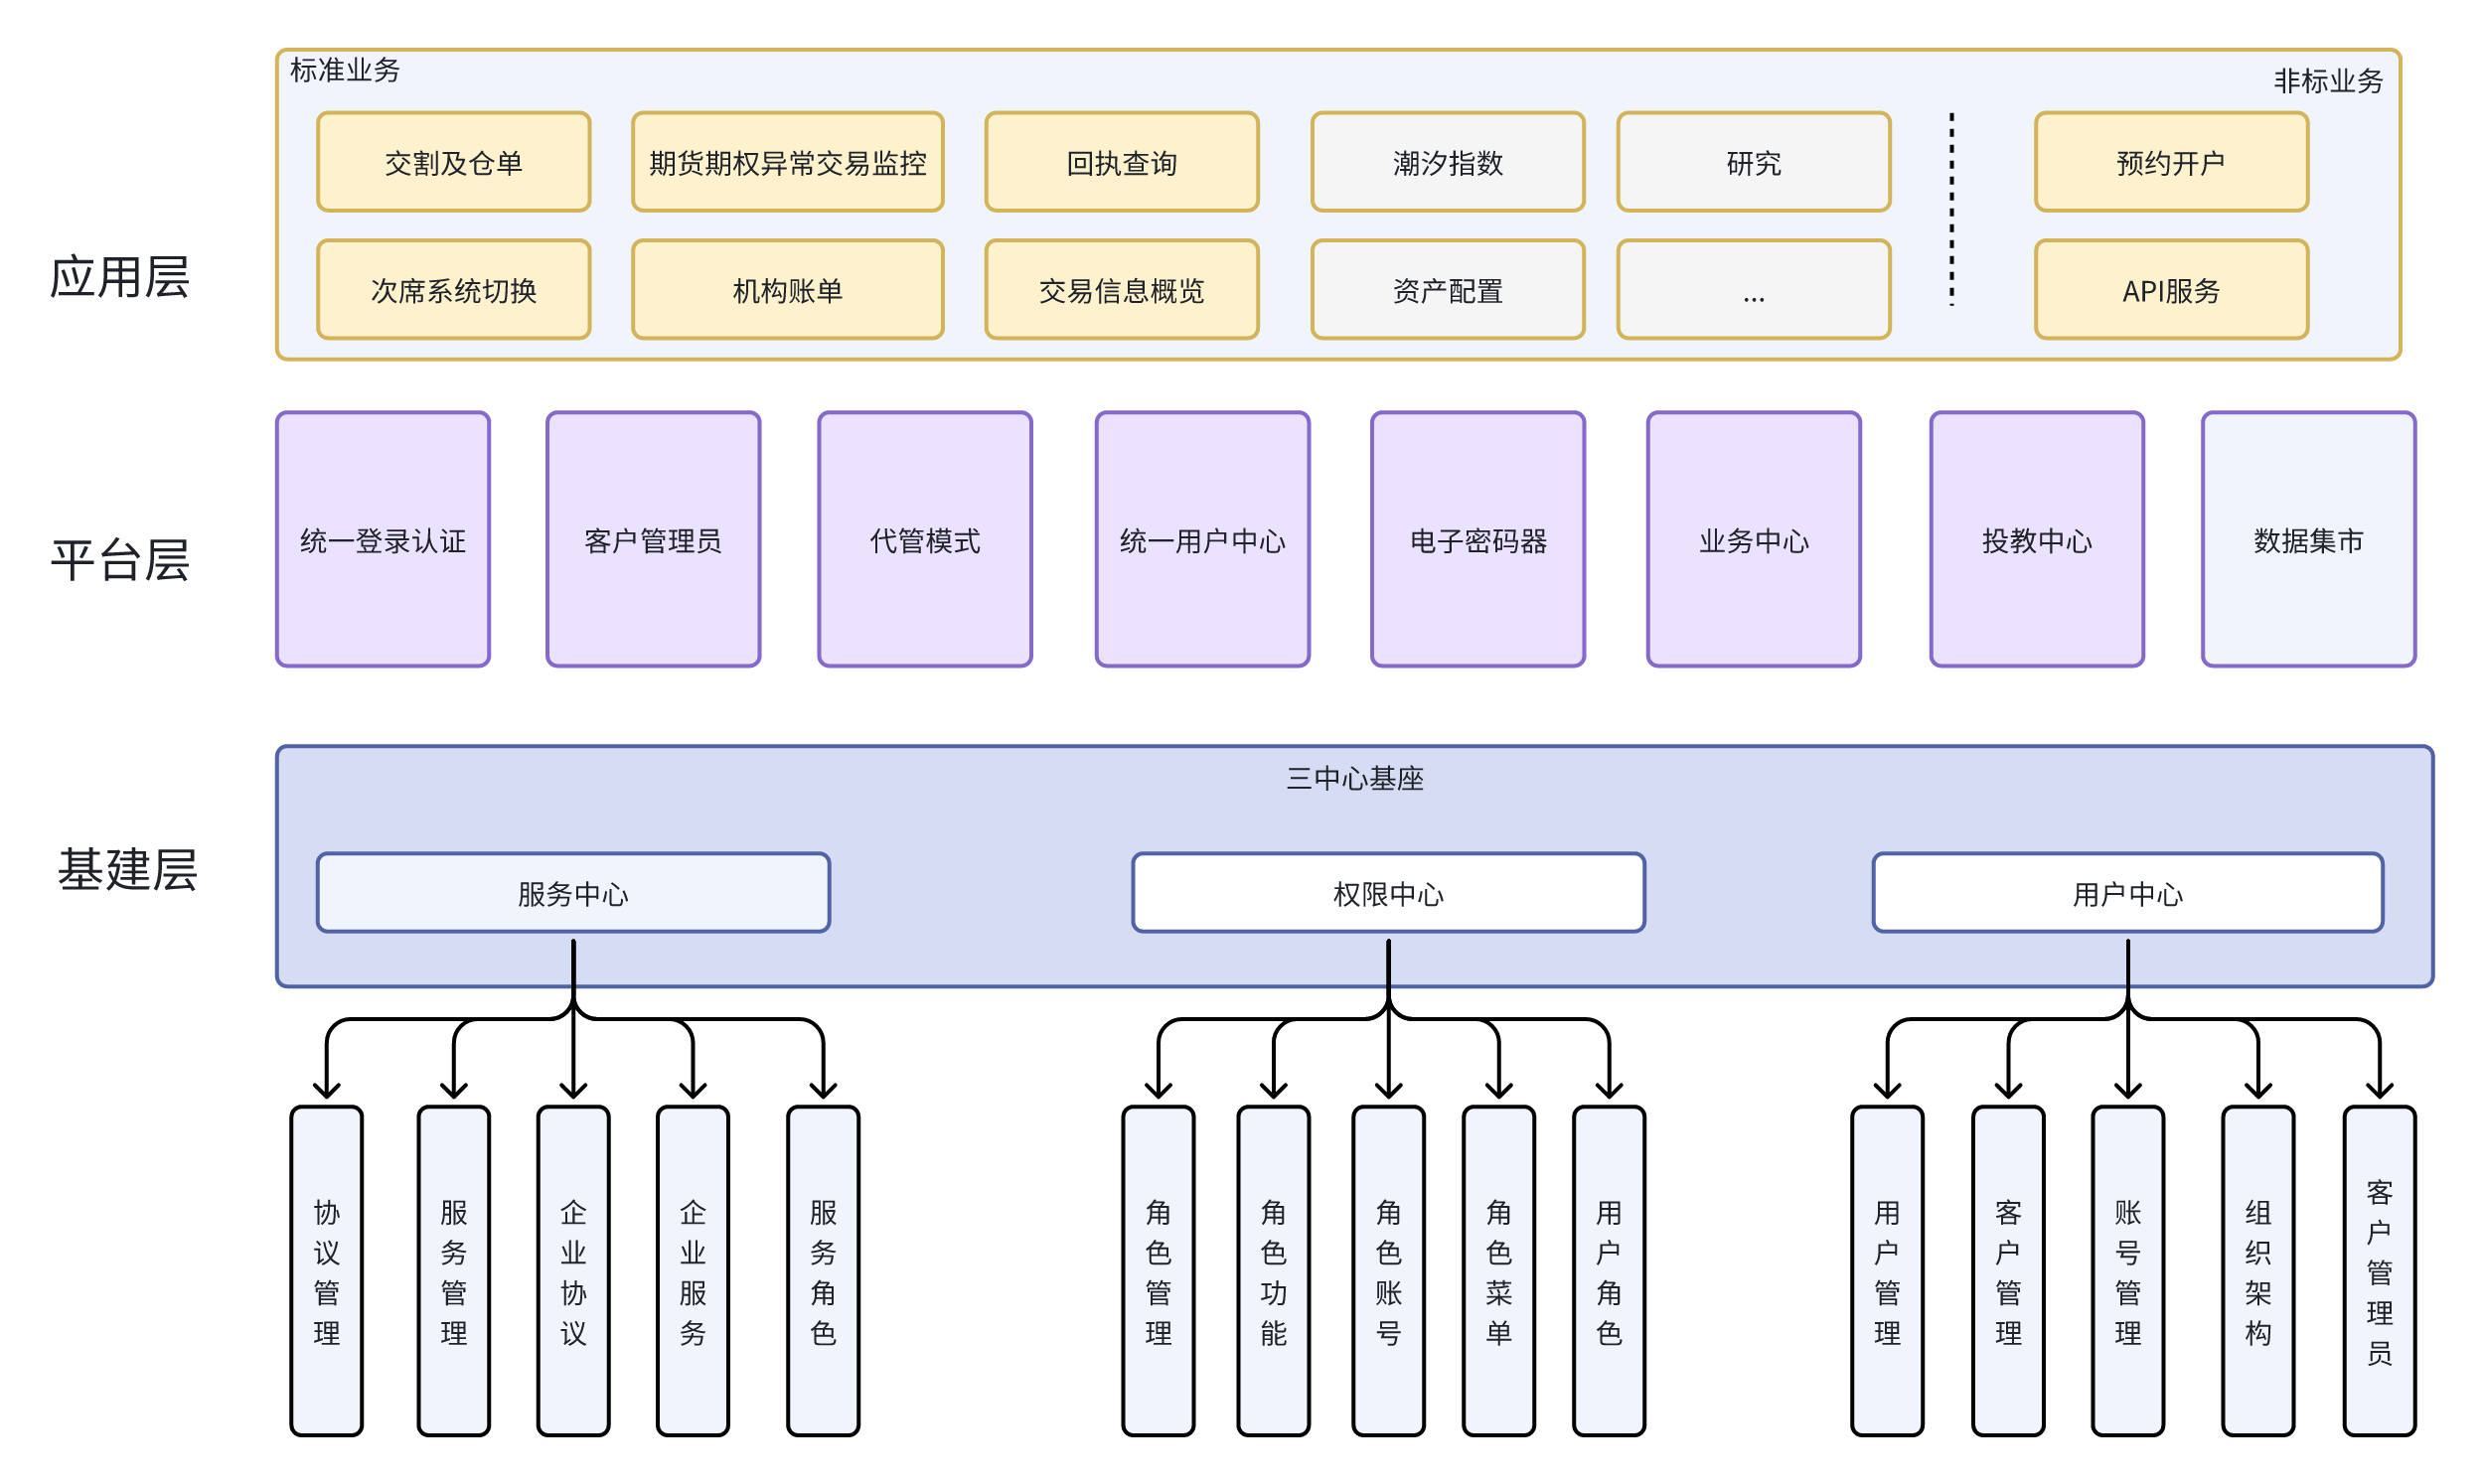 标准业务
非标业务
交割及仓单
期货期权异常交易监控
回执查询
潮汐指数
研究
预约开户
应用层
次席系统切换
机构账单
交易信息概览
资产配置
...
API服务
平台层
统一登录认证
客户管理员
代管模式
统一用户中心
电子密码器
业务中心
投教中心
数据集市
三中心基座
基建层
服务中心
权限中心
用户中心
协议管理
服务管理
企业协议
企业服务
服务角色
角色管理
角色功能
角色账号
角色菜单
用户角色
用户管理
客户管理
账号管理
组织架构
客户管理员